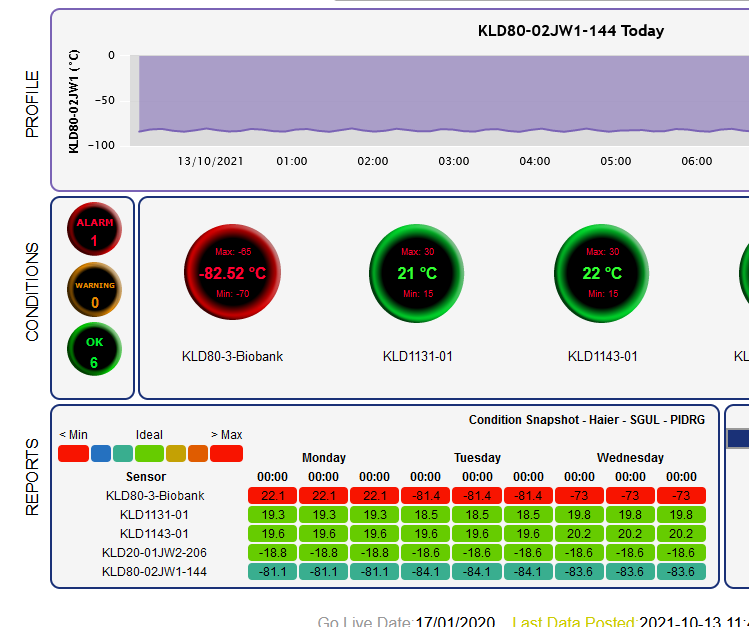 KLD80-02JW1-144 Today
PROFILE
KLD80-02JW1 (°C)
0
-50
-100
13/10/2021 01:00 02:00 03:00 04:00 05:00 06:00
CONDITIONS
ALARM
1
WARNING
0
OK
6
Max: -65
-82.52 °C
Min: -70
KLD80-3-Biobank
Max: 30
21 °C
Min: 15
KLD1131-01
Max: 30
22 °C
Min: 15
KLD1143-01
KL
REPORTS
Condition Snapshot - Haier - SGUL - PIDRG
< Min Ideal > Max
Monday Tuesday Wednesday
Sensor 00:00 00:00 00:00 00:00 00:00 00:00 00:00 00:00 00:00
KLD80-3-Biobank 22.1 22.1 22.1 -81.4 -81.4 -81.4 -73 -73 -73
KLD1131-01 19.3 19.3 19.3 18.5 18.5 18.5 19.8 19.8 19.8
KLD1143-01 19.6 19.6 19.6 19.6 19.6 19.6 20.2 20.2 20.2
KLD20-01JW2-206 -18.8 -18.8 -18.8 -18.6 -18.6 -18.6 -18.6 -18.6 -18.6
KLD80-02JW1-144 -81.1 -81.1 -81.1 -84.1 -84.1 -84.1 -83.6 -83.6 -83.6
Go Live Date:17/01/2020 Last Data Posted:2021-10-13 11: